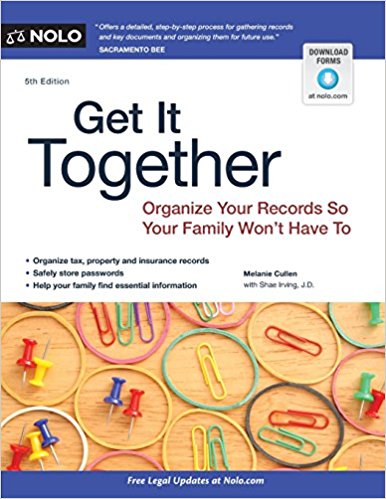 NOLO
"Offers a detailed, step-by-step process for gathering records
and key documents and organizing them for future use."
SACRAMENTO BEE
DOWNLOAD
FORMS
at nolo.com
5th Edition
Get It
Together
Organize Your Records So
Your Family Won't Have To
• Organize tax, property and insurance records
• Safely store passwords
• Help your family find essential information
Melanie Cullen
with Shae Irving, J.D.
Free Legal Updates at Nolo.com